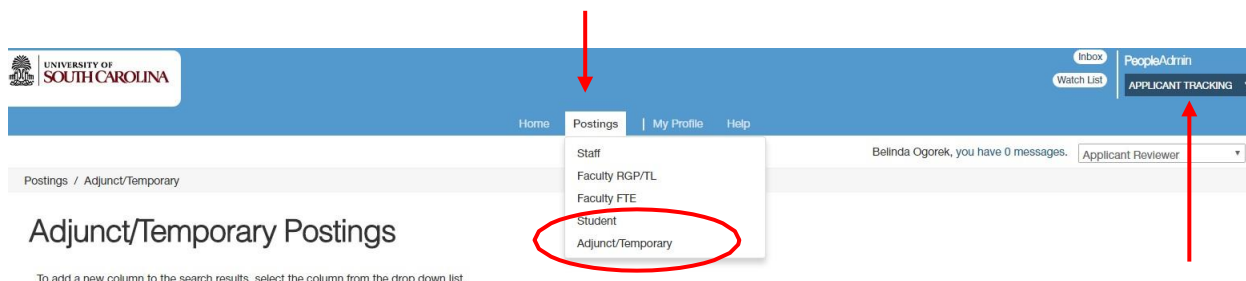 UNIVERSITY OF
SOUTH CAROLINA
Inbox
PeopleAdmin
Watch List
APPLICANT TRACKING
Home Postings | My Profile Help
Staff
Belinda Ogorek, you have 0 messages. Applicant Reviewer
Postings / Adjunct/Temporary
Faculty RGP/TL
Faculty FTE
Student
Adjunct/Temporary Postings
Adjunct/Temporary
To add a new column to the search results, select the column from the drop down list.